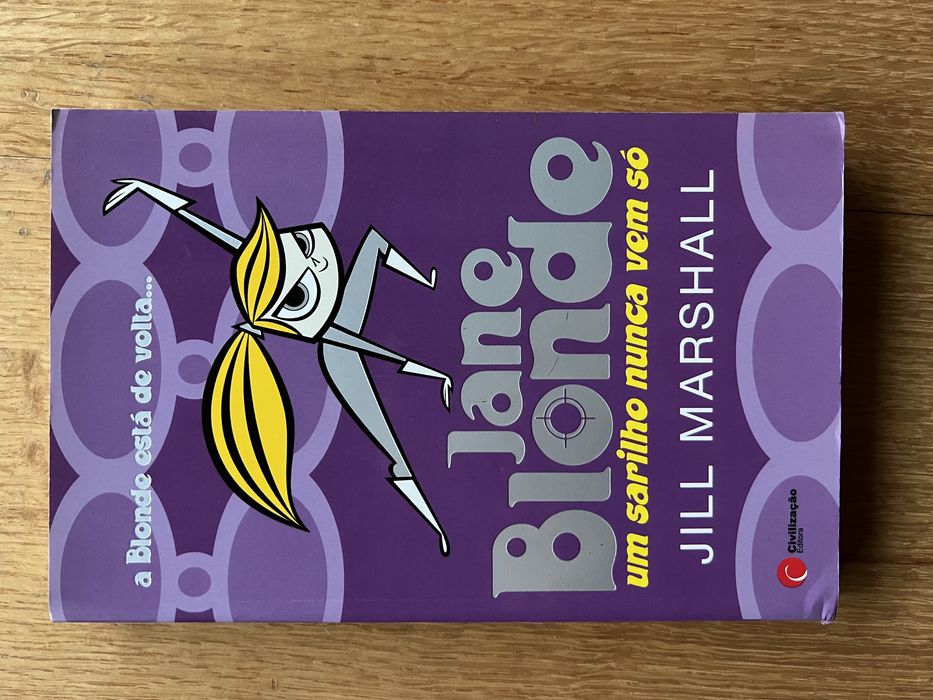 a Blonde está de volta...
Jane
Blonde
um sarilho nunca vem só
JILL MARSHALL
Civilização
Editora